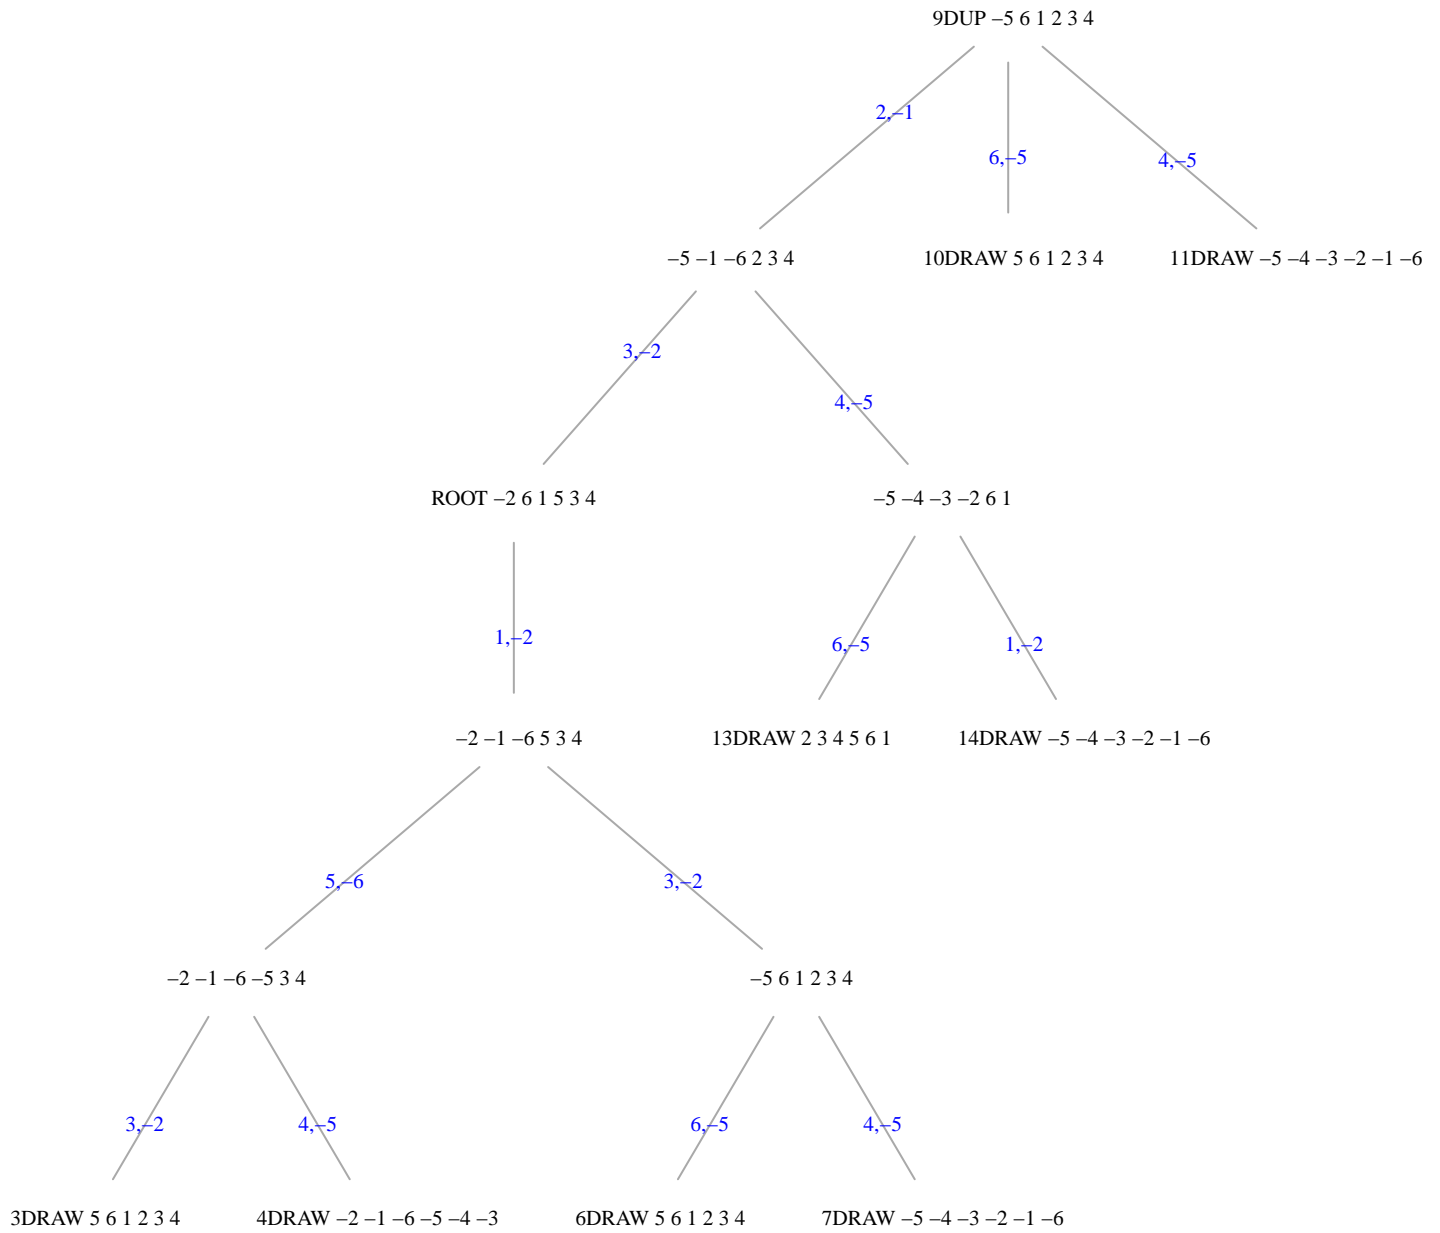 9DUP –5 6 1 2 3 4
2,–1
6,–5
4,–5
–5 –1 –6 2 3 4
10DRAW 5 6 1 2 3 4
11DRAW –5 –4 –3 –2 –1 –6
3,–2
4,–5
ROOT –2 6 1 5 3 4
–5 –4 –3 –2 6 1
1,–2
6,–5
1,–2
–2 –1 –6 5 3 4
13DRAW 2 3 4 5 6 1
14DRAW –5 –4 –3 –2 –1 –6
5,–6
3,–2
–2 –1 –6 –5 3 4
–5 6 1 2 3 4
3,–2
4,–5
6,–5
4,–5
3DRAW 5 6 1 2 3 4
4DRAW –2 –1 –6 –5 –4 –3
6DRAW 5 6 1 2 3 4
7DRAW –5 –4 –3 –2 –1 –6